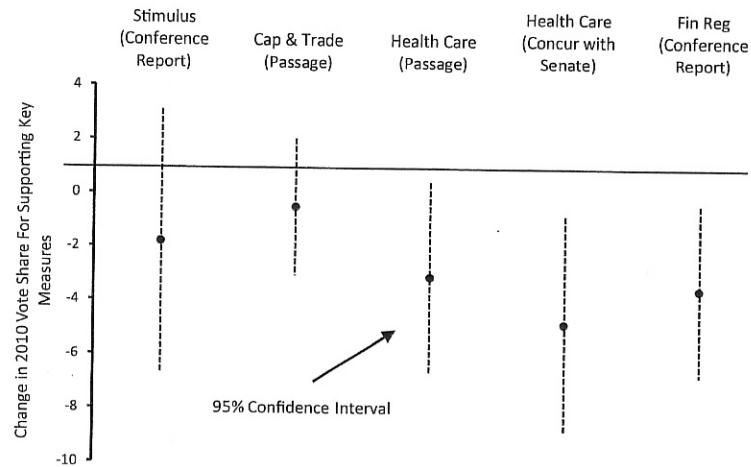 Stimulus
(Conference
Report)
Cap & Trade
(Passage)
Health Care
(Passage)
Health Care
(Concur with
Senate)
Fin Reg
(Conference
Report)
Change in 2010 Vote Share For Supporting Key
Measures
4
2
0
-2
-4
-6
-8
-10
95% Confidence Interval